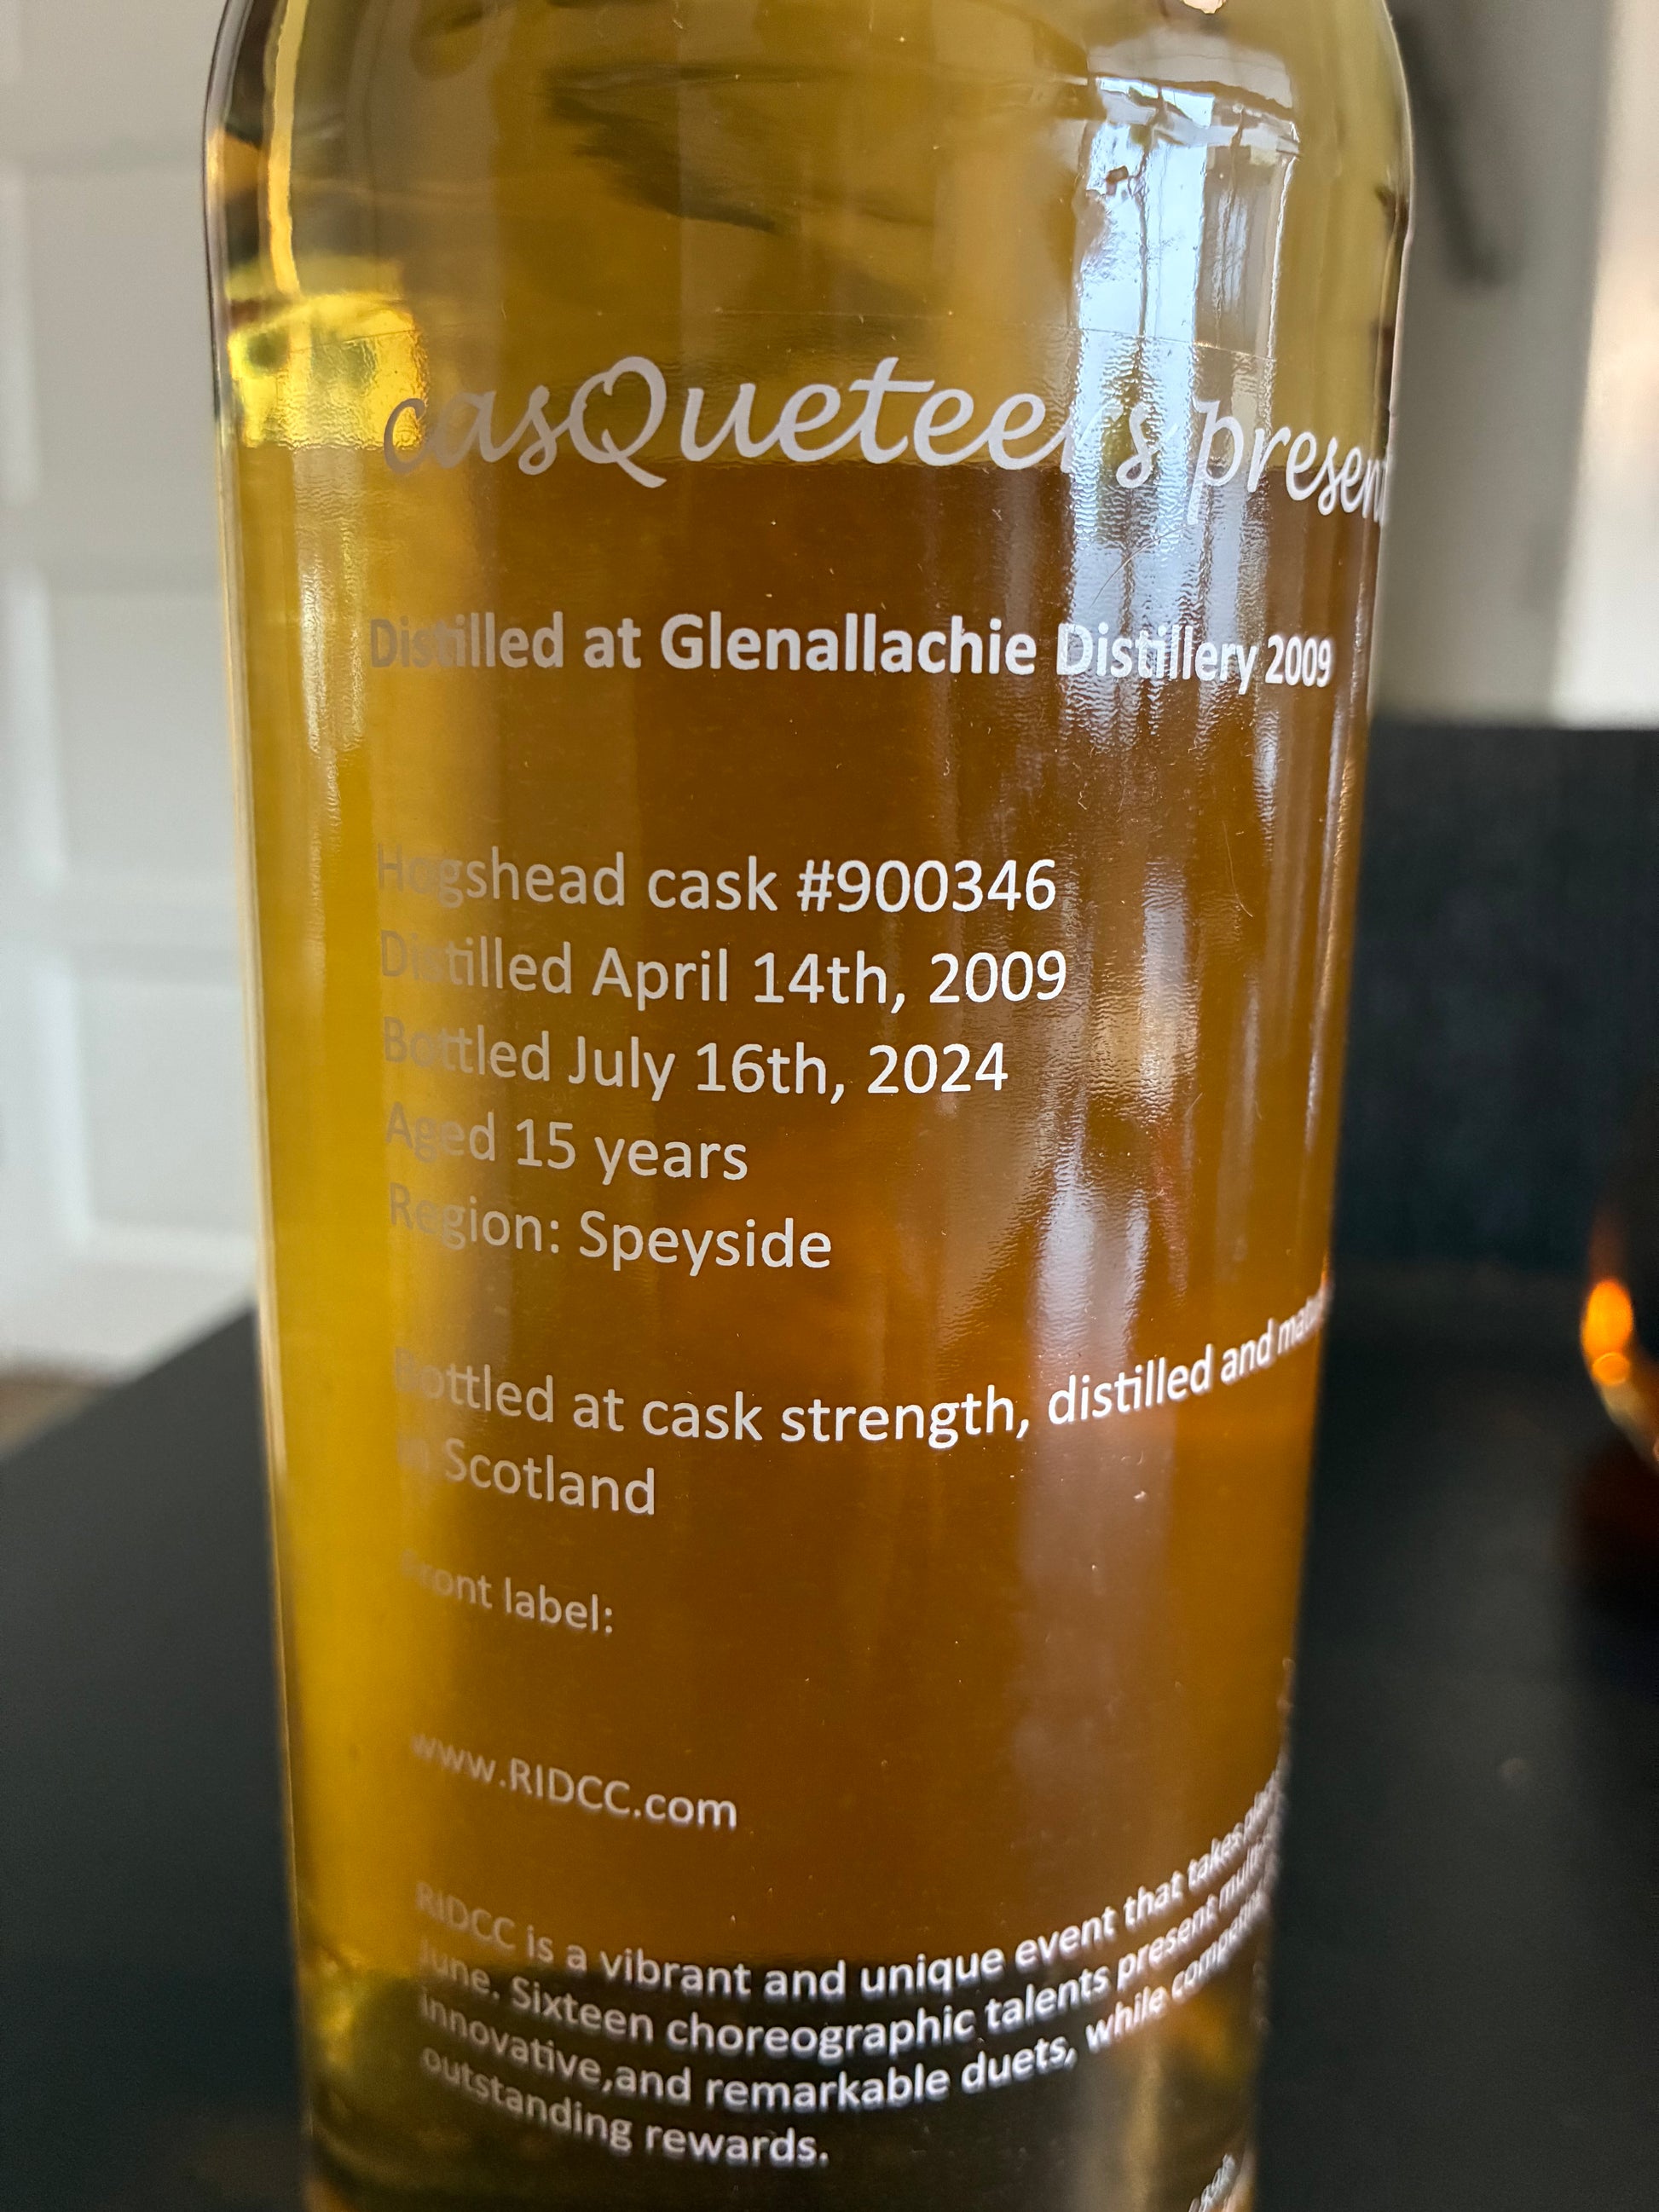 casQueteers present
Distilled at Glenallachie Distillery 2009
Hogshead cask #900346
Distilled April 14th, 2009
Bottled July 16th, 2024
Aged 15 years
Region: Speyside
Bottled at cask strength, distilled and
in Scotland
Front label:
www.RIDCC.com
RIDCC is a vibrant and unique event that takes
June. Sixteen choreographic talents present
innovative,and remarkable duets, while
outstanding rewards.